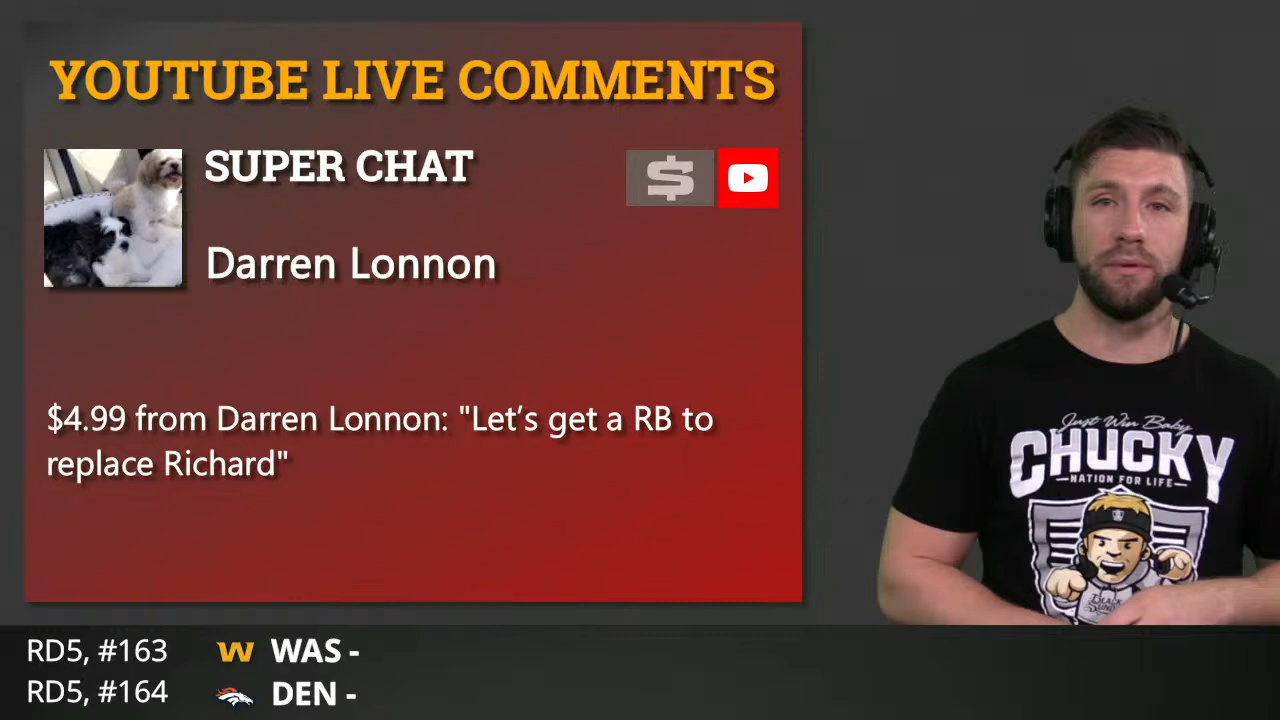 YOUTUBE LIVE COMMENTS
SUPER CHAT
Darren Lonnon
$4.99 from Darren Lonnon: "Let’s get a RB to
replace Richard"
Just Win Baby
CHUCKY
NATION FOR LIFE
BLACK
RD5, #163 W WAS -
RD5, #164 DEN -